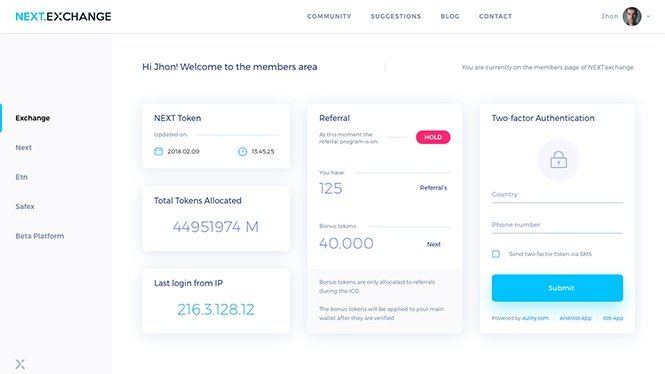 NEXT.EXCHANGE
COMMUNITY
SUGGESTIONS
BLOG
CONTACT
Jhon
Hi Jhon! Welcome to the members area
You are currently on the members page of NEXT.exchange.
Exchange
Next
Etn
Safex
Beta Platform
NEXT Token
Updated on:
2018.02.09
13:45:25
Total Tokens Allocated
44951974 M
Last login from IP
216.3.128.12
Referral
At this moment the
referral program is on:
HOLD
You have:
125
Referral's
Bonus tokens:
40.000
Next
Bonus tokens are only allocated to referrals
during the ICO.
The bonus tokens will be applied to your main
wallet after they are verified.
Two-factor Authentication
Country
Phone number
Send two-factor token via SMS
Submit
Powered by Authy.com
Android App
iOS App